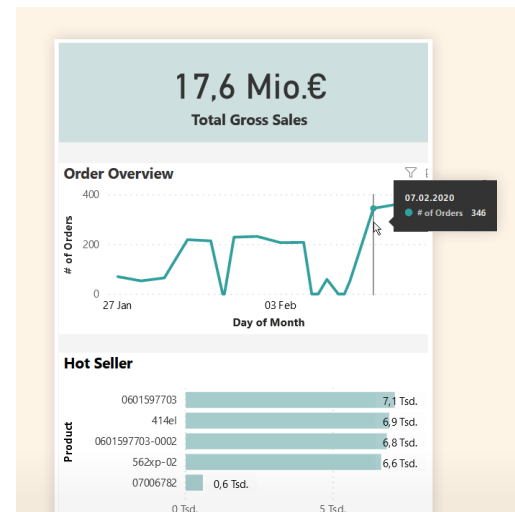 17,6 Mio.€
Total Gross Sales
Order Overview
07.02.2020
# of Orders 346
# of Orders
400
200
0
27 Jan
03 Feb
Day of Month
Hot Seller
Product
0601597703 7,1 Tsd.
414el 6,9 Tsd.
0601597703-0002 6,8 Tsd.
562xp-02 6,6 Tsd.
07006782 0,6 Tsd.
0 Tsd. 5 Tsd.